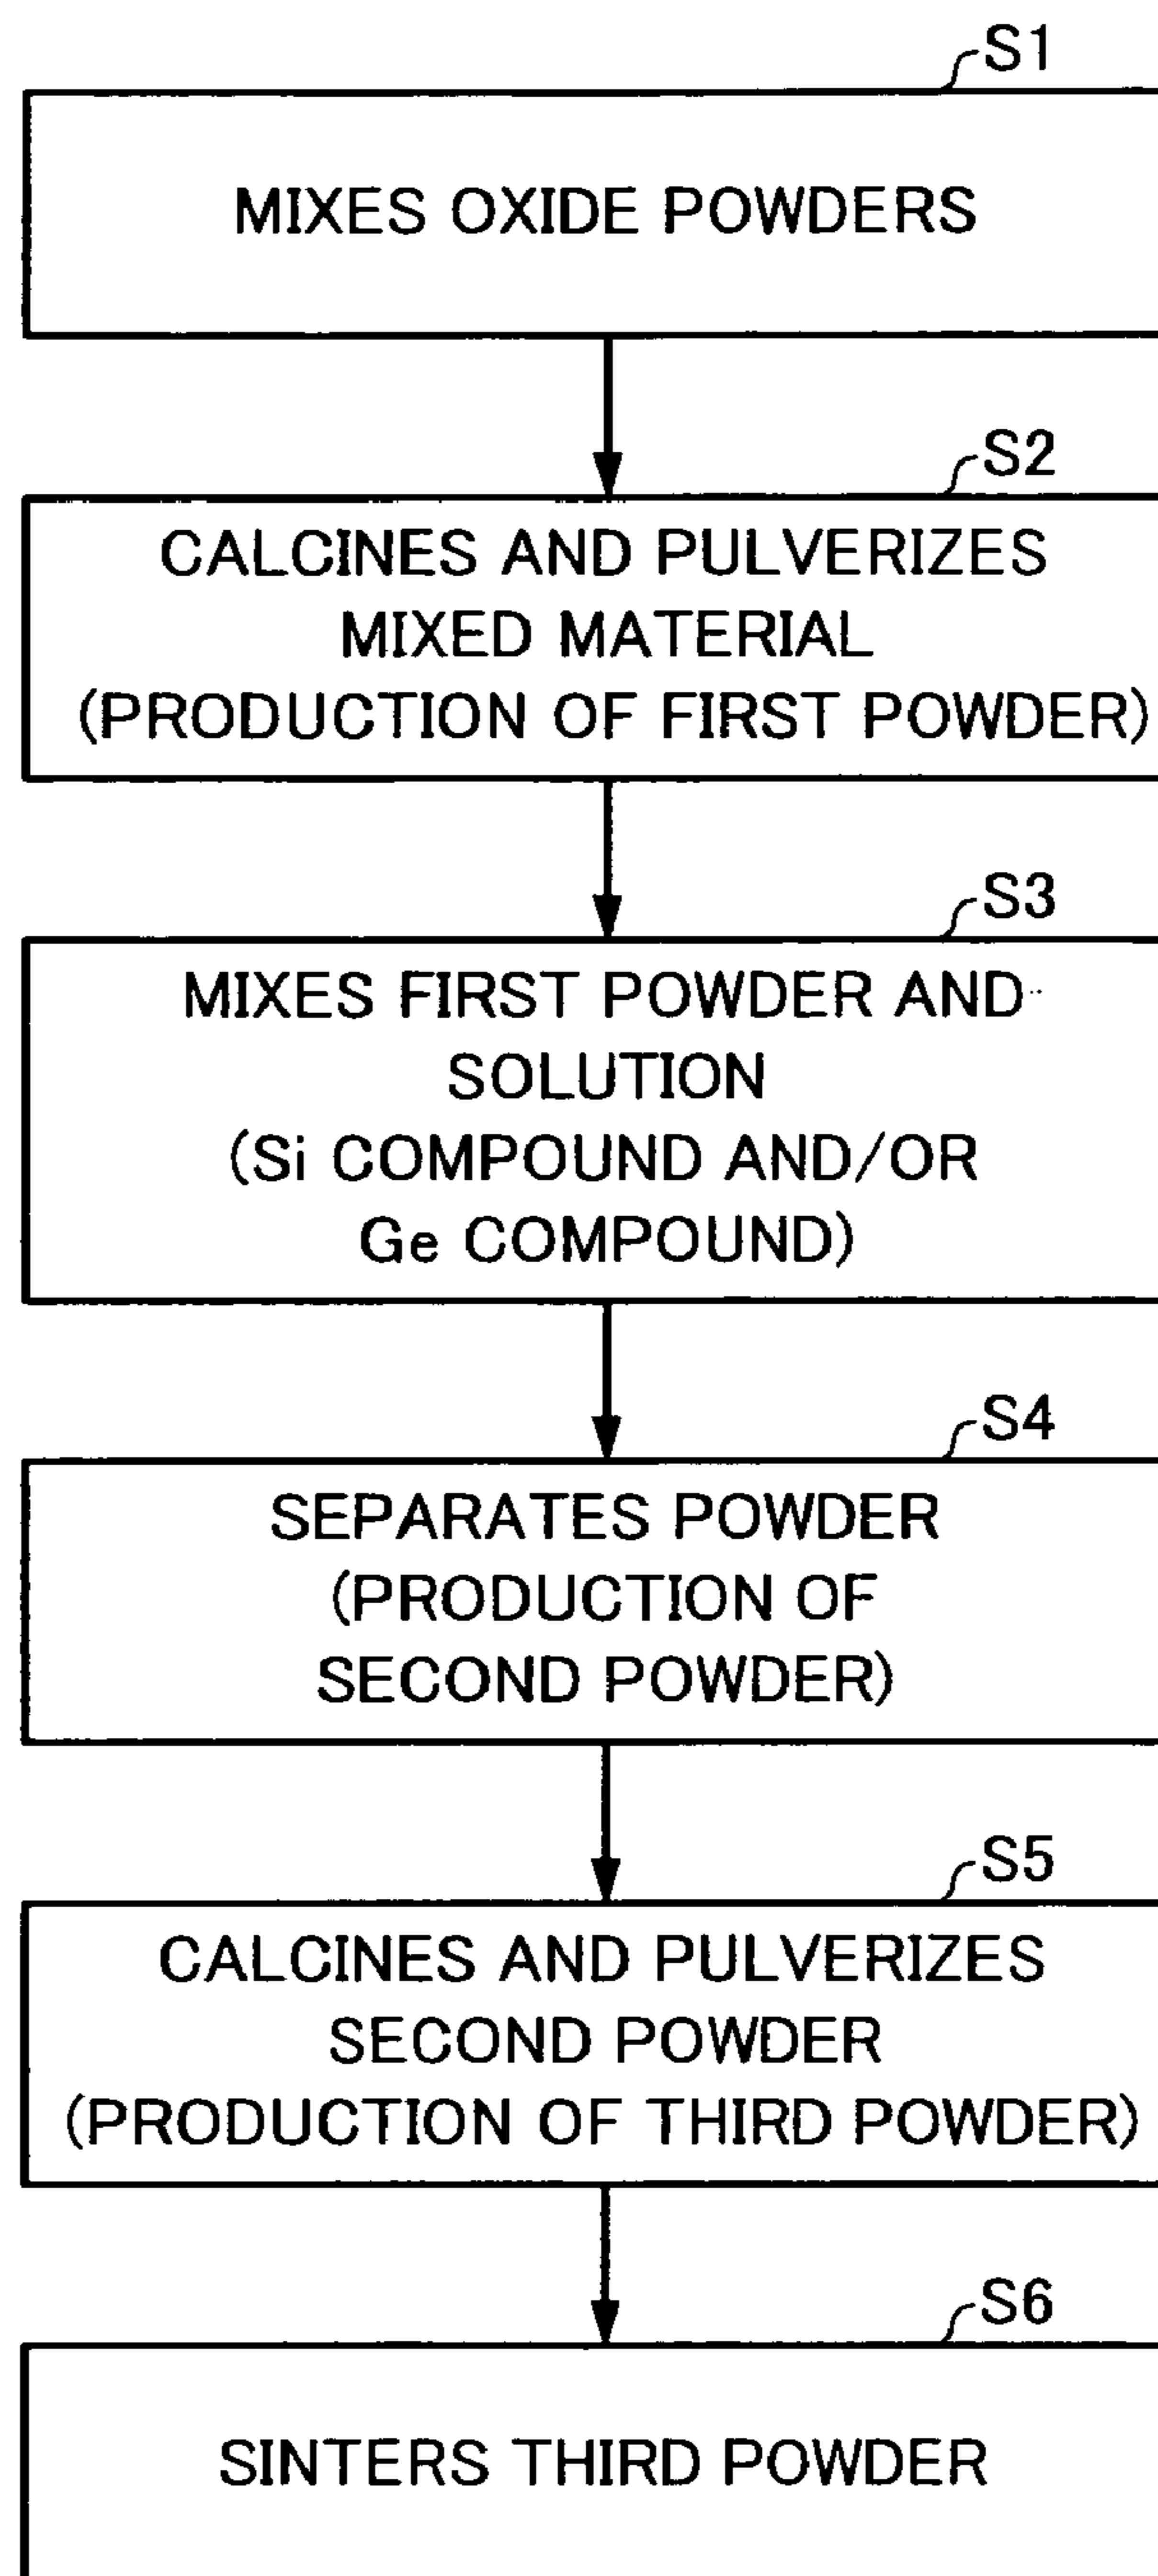 S1
MIXES OXIDE POWDERS
S2
CALCINES AND PULVERIZES
MIXED MATERIAL
(PRODUCTION OF FIRST POWDER)
S3
MIXES FIRST POWDER AND
SOLUTION
(Si COMPOUND AND/OR
Ge COMPOUND)
S4
SEPARATES POWDER
(PRODUCTION OF
SECOND POWDER)
S5
CALCINES AND PULVERIZES
SECOND POWDER
(PRODUCTION OF THIRD POWDER)
S6
SINTERS THIRD POWDER